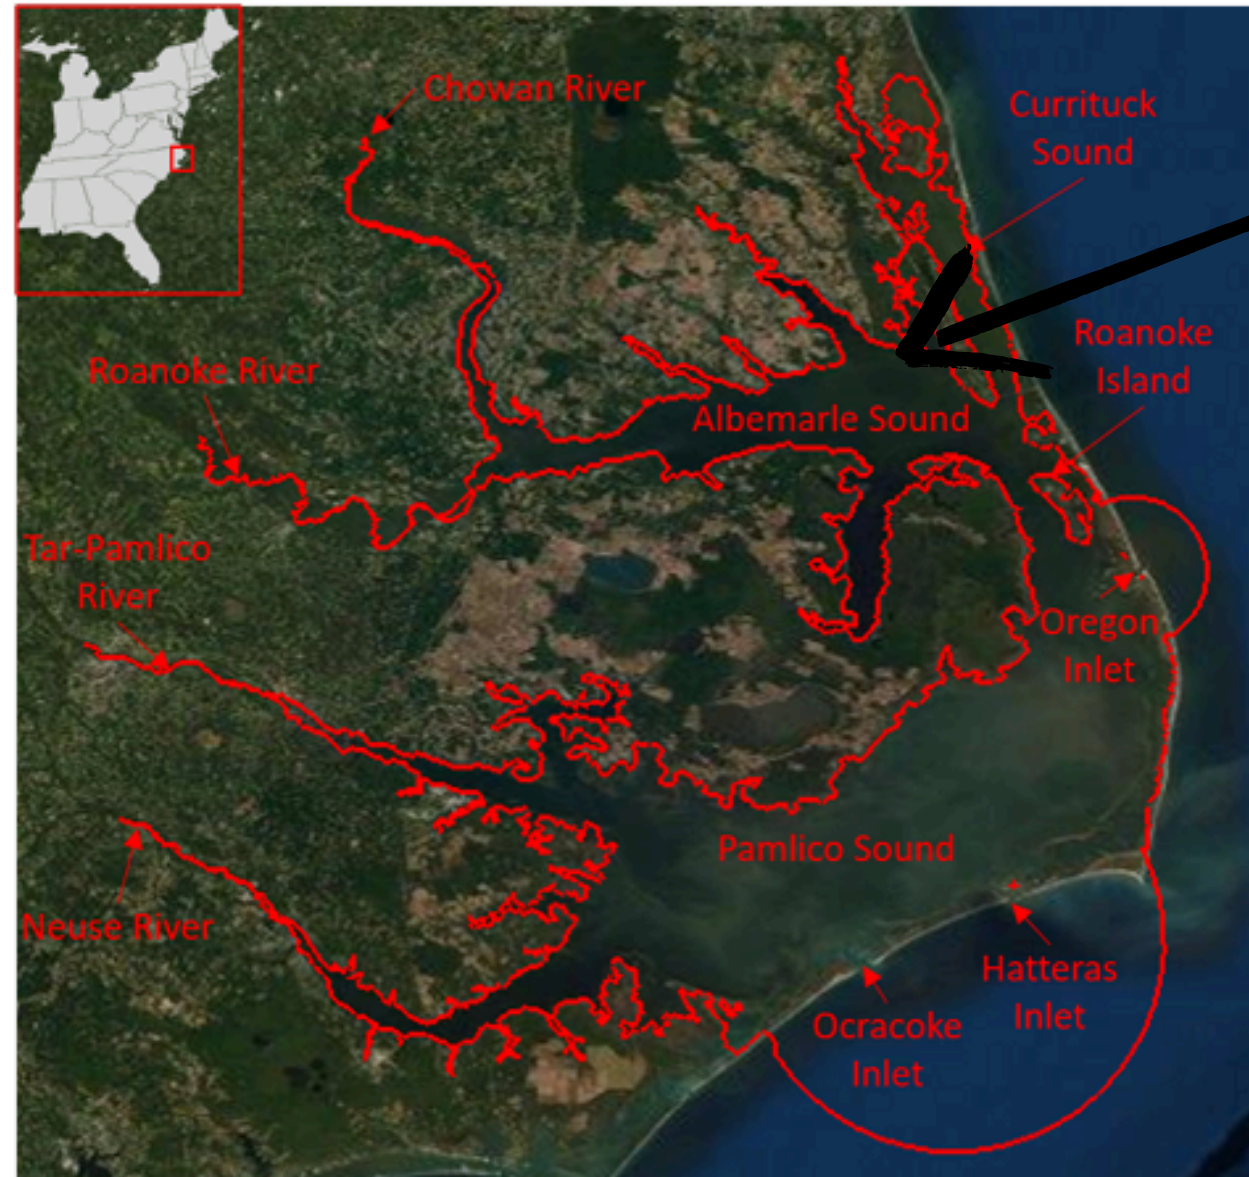 Chowan River
Currituck
Sound
Roanoke
Island
Roanoke River
Albemarle Sound
Tar-Pamlico
River
Oregon
Inlet
Pamlico Sound
Neuse River
Hatteras
Inlet
Ocracoke
Inlet